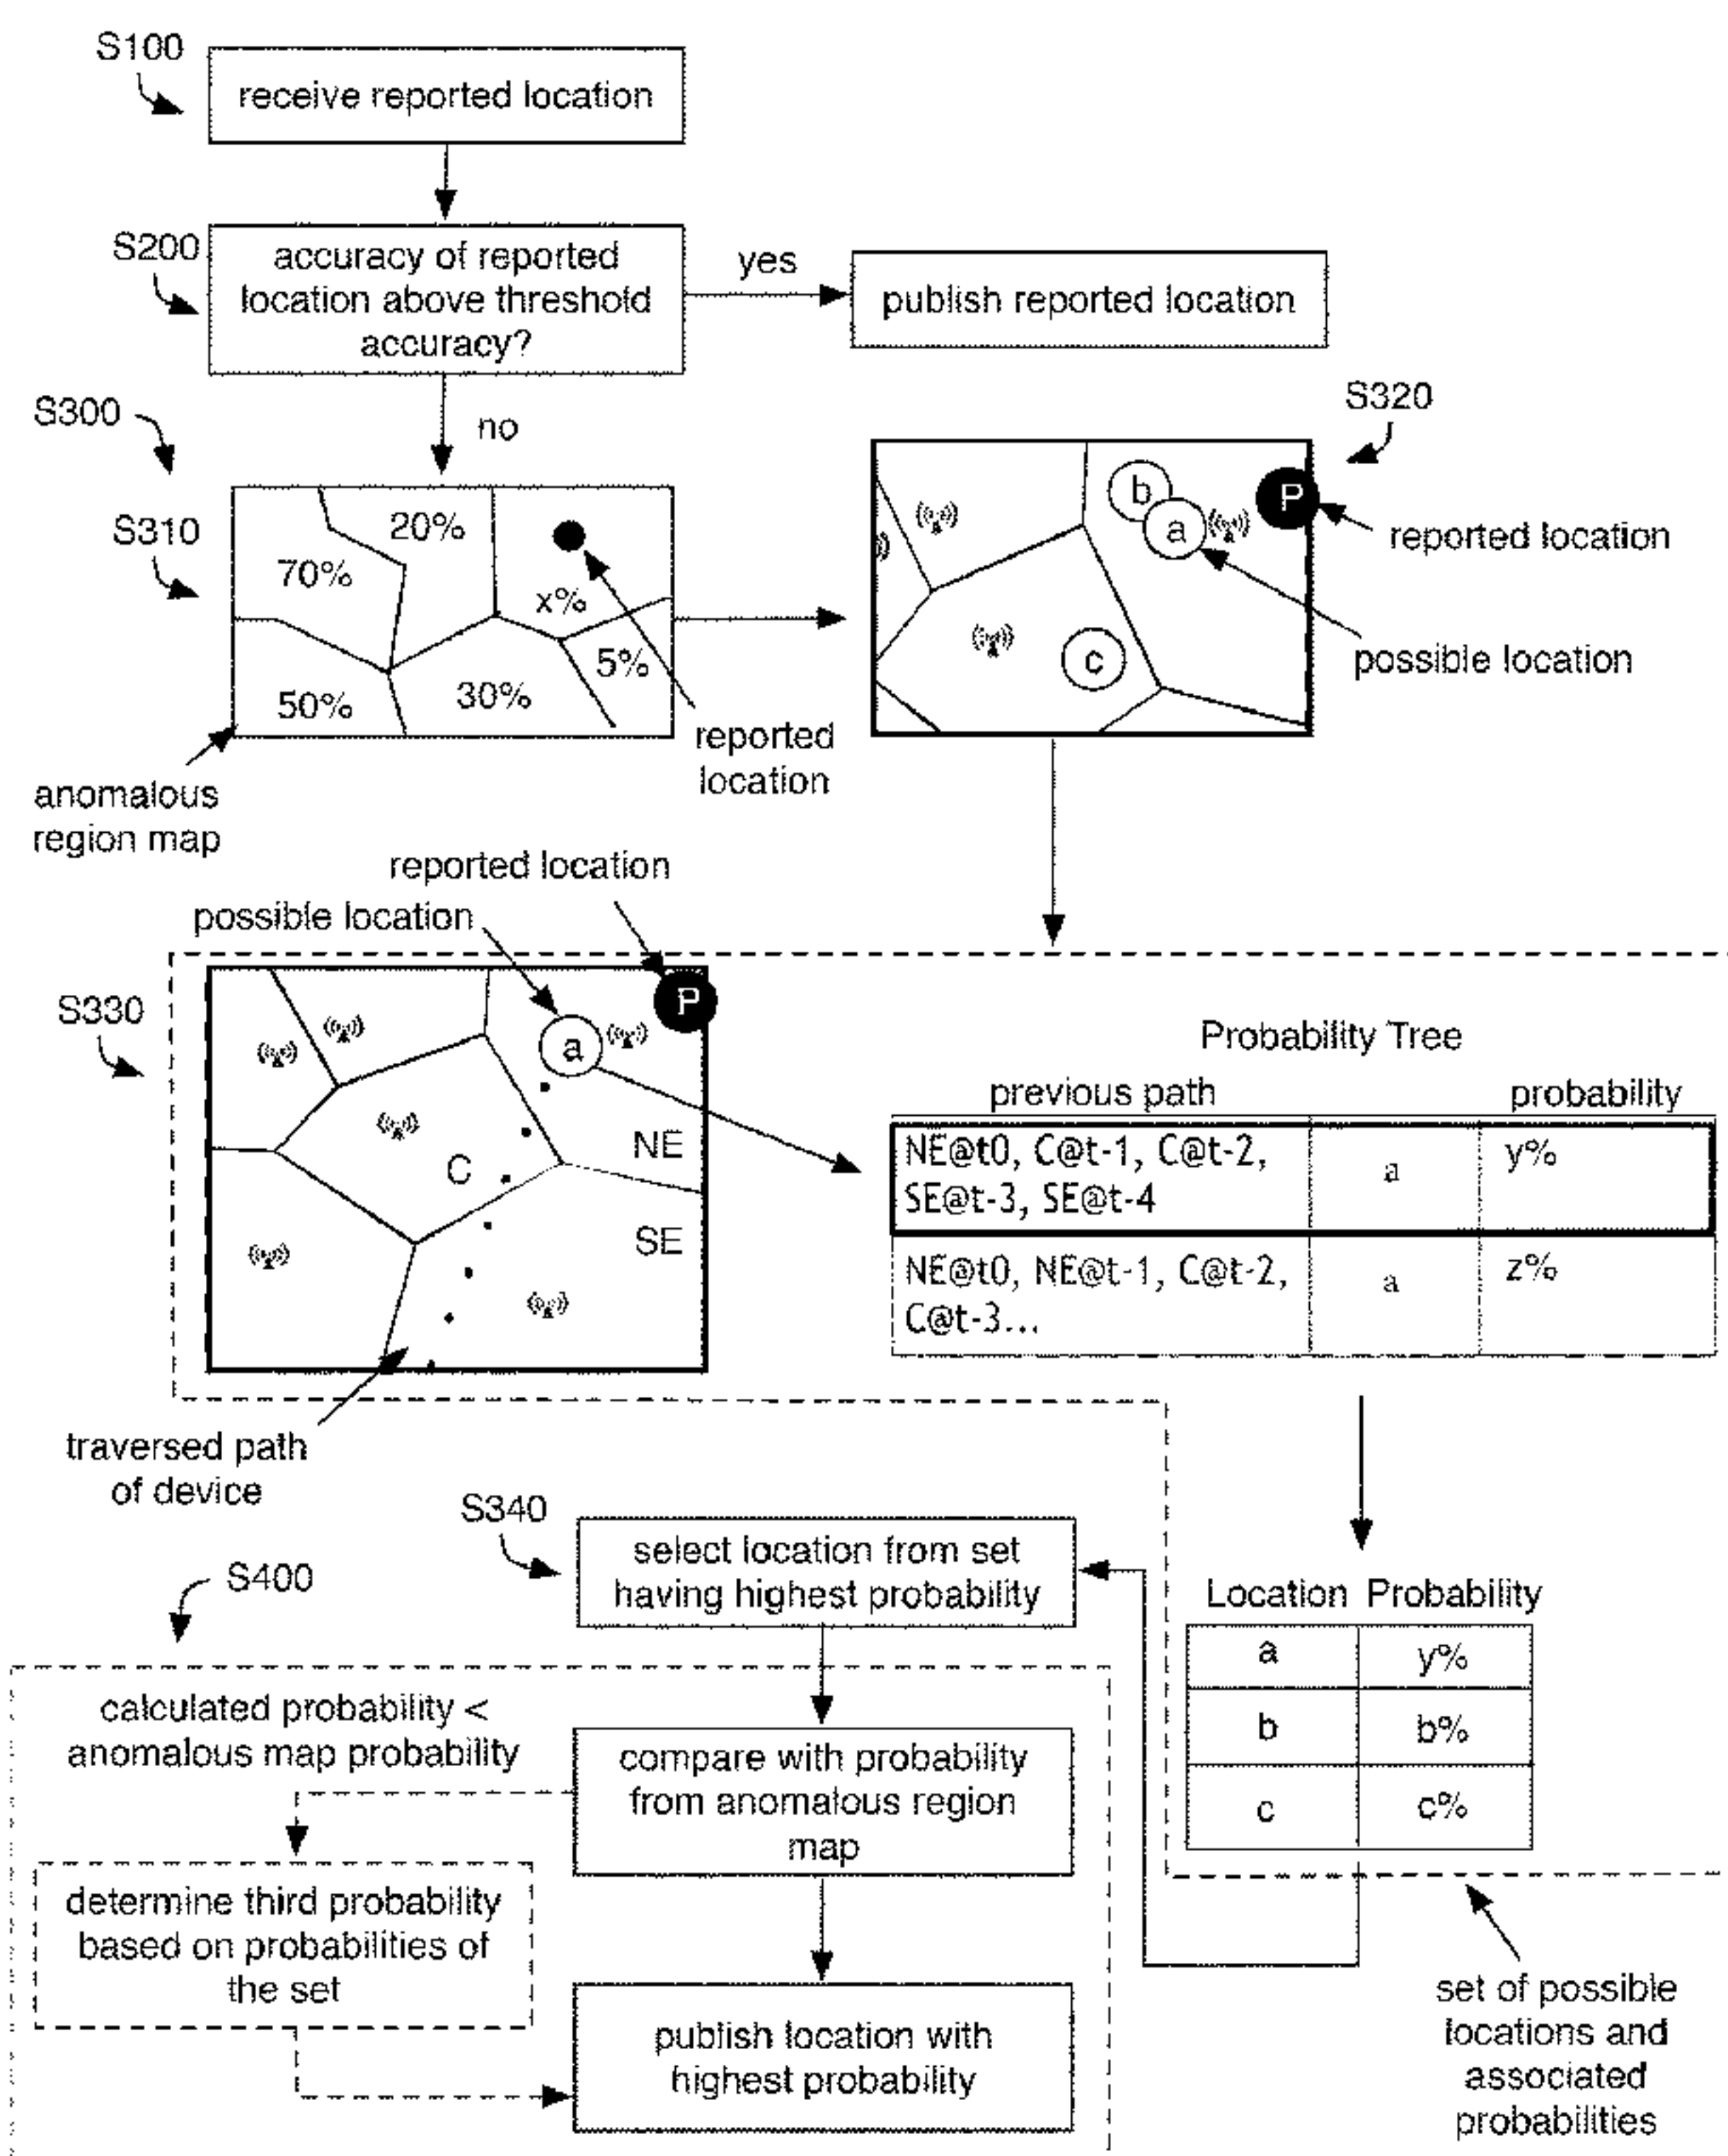 S100
receive reported location
S200
accuracy of reported
location above threshold
accuracy?
yes
publish reported location
S300
no
S310
70%
20%
x%
50%
30%
5%
reported
location
anomalous
region map
S320
b
a
P
c
reported location
possible location
reported location
possible location
S330
P
a
C
NE
SE
traversed path
of device
Probability Tree
previous path
probability
NE@t0, C@t-1, C@t-2,
SE@t-3, SE@t-4
a
y%
NE@t0, NE@t-1, C@t-2,
C@t-3...
a
z%
Location Probability
a y%
b b%
c c%
set of possible
locations and
associated
probabilities
S340
select location from set
having highest probability
S400
calculated probability <
anomalous map probability
compare with probability
from anomalous region
map
determine third probability
based on probabilities of
the set
publish location with
highest probability